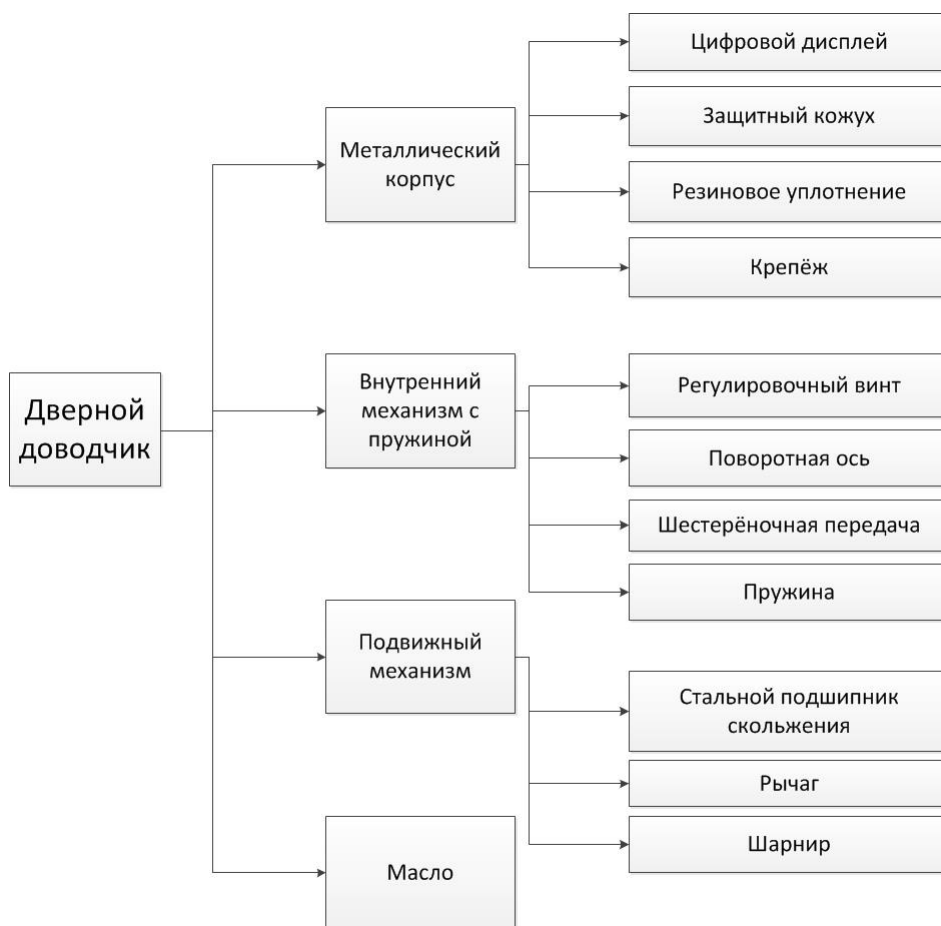 Дверной
доводчик
Металлический
корпус
Цифровой дисплей
Защитный кожух
Резиновое уплотнение
Крепёж
Внутренний
механизм с
пружиной
Регулировочный винт
Поворотная ось
Шестерёночная передача
Пружина
Подвижный
механизм
Стальной подшипник
скольжения
Рычаг
Шарнир
Масло